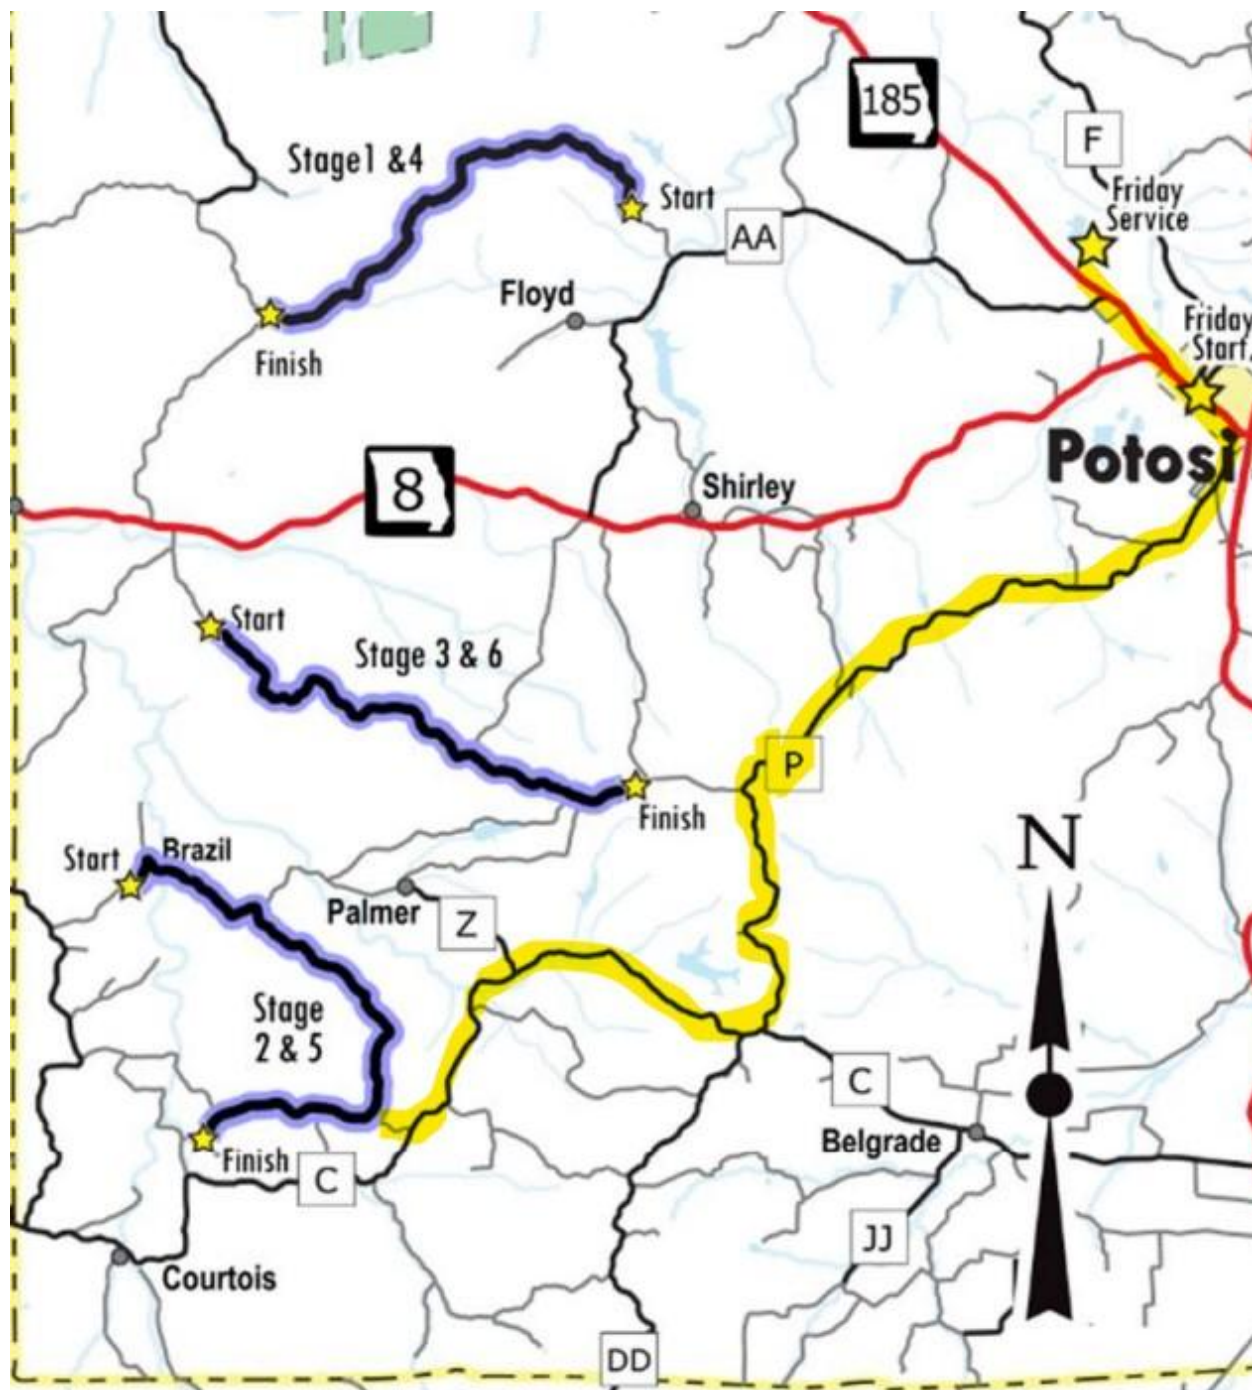 185
F
Stage1 &4
Start
Friday
Service
AA
Floyd
Friday
Start.
Finish
Potosi
8
Shirley
Start
Stage 3 & 6
P
Finish
N
Start
Brazil
Palmer
Z
Stage
2 & 5
C
Belgrade
Finish
C
JJ
Courtois
DD